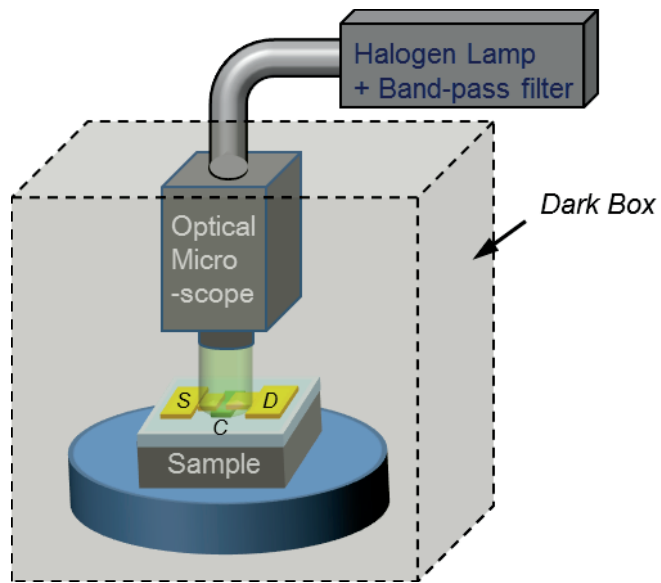 Halogen Lamp
+ Band-pass filter
Dark Box
Optical
Micro
-scope
S
D
C
Sample